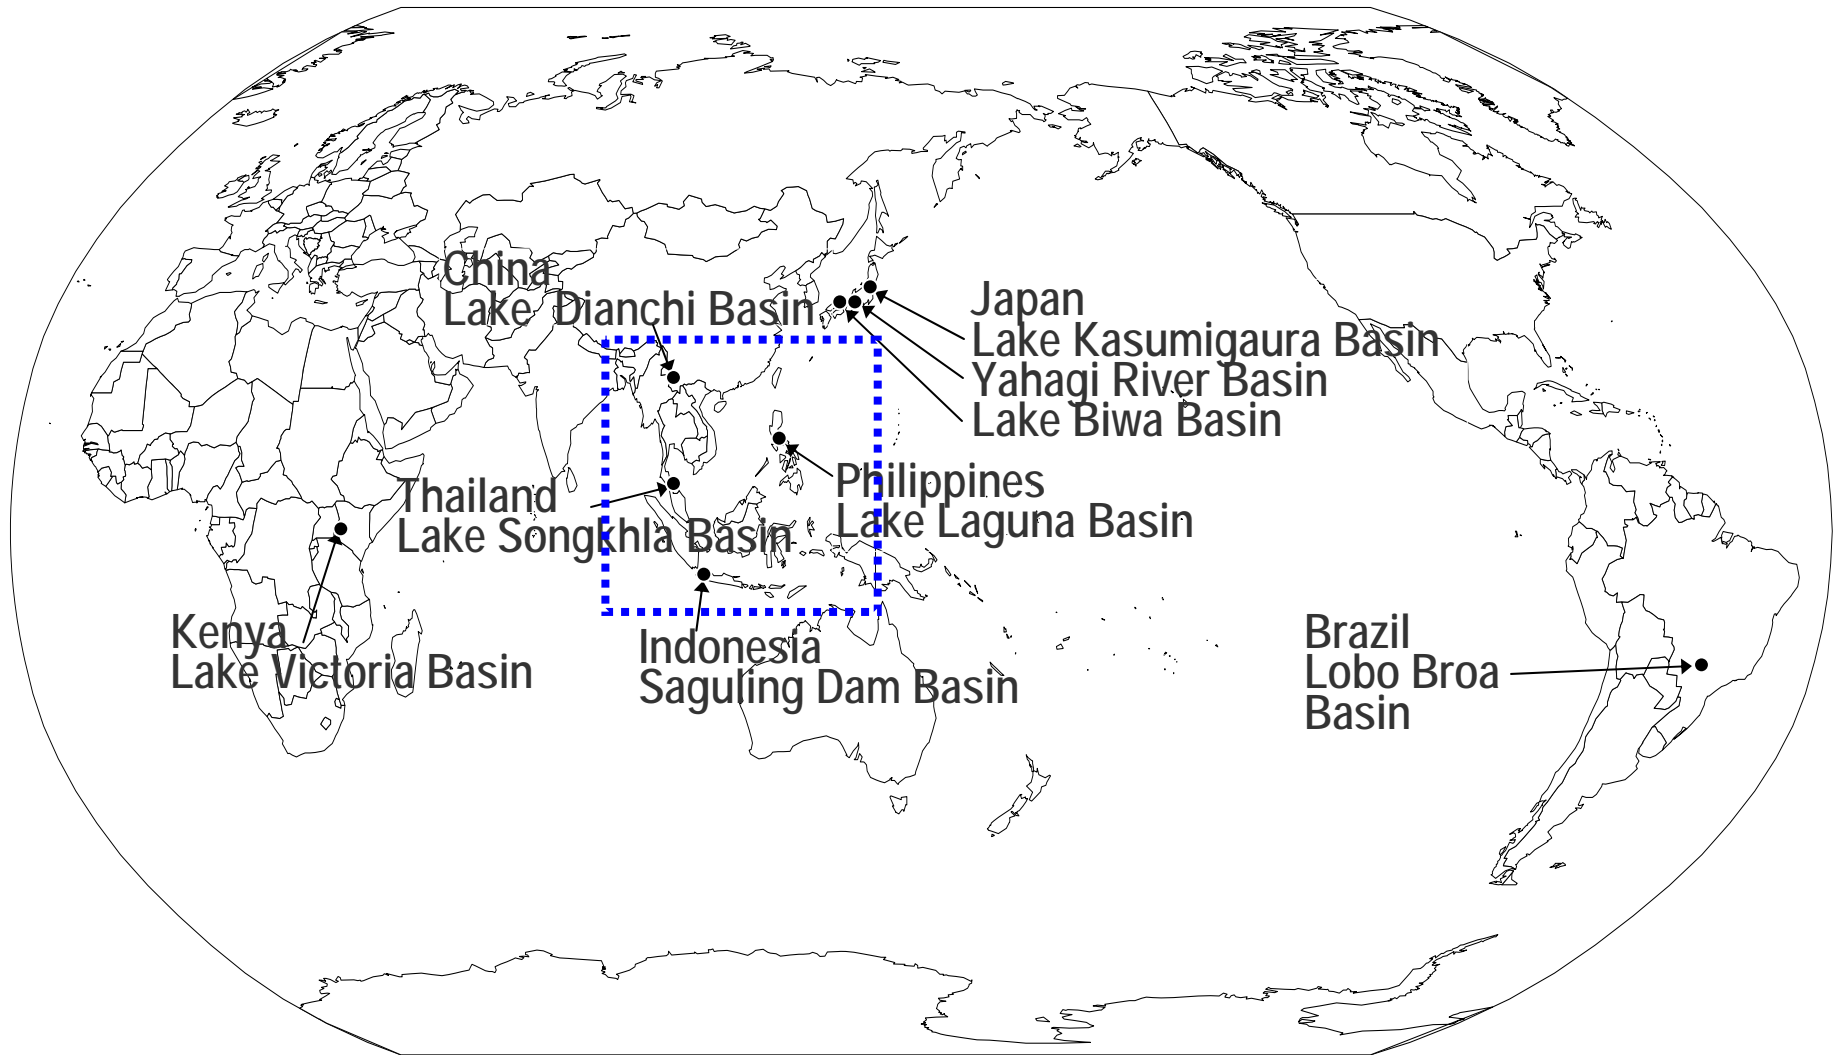 China
Lake Dianchi Basin
Japan
Lake Kasumigaura Basin
Yahagi River Basin
Lake Biwa Basin
Thailand
Lake Songkhla Basin
Philippines
Lake Laguna Basin
Kenya
Lake Victoria Basin
Indonesia
Saguling Dam Basin
Brazil
Lobo Broa
Basin